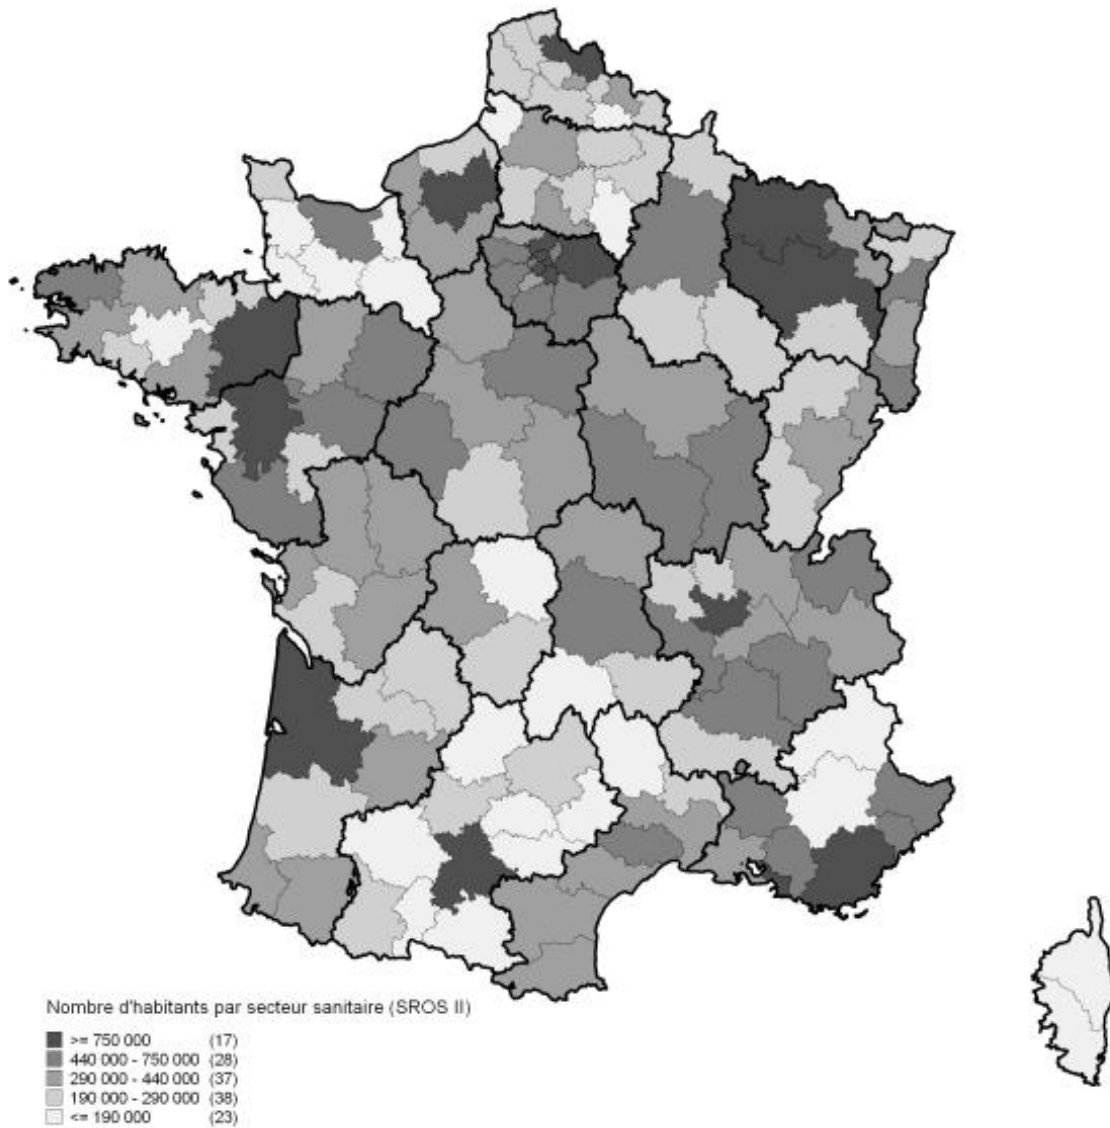 Nombre d'habitants par secteur sanitaire (SROS II)
>= 750 000 (17)
440 000 - 750 000 (28)
290 000 - 440 000 (37)
190 000 - 290 000 (38)
<= 190 000 (23)